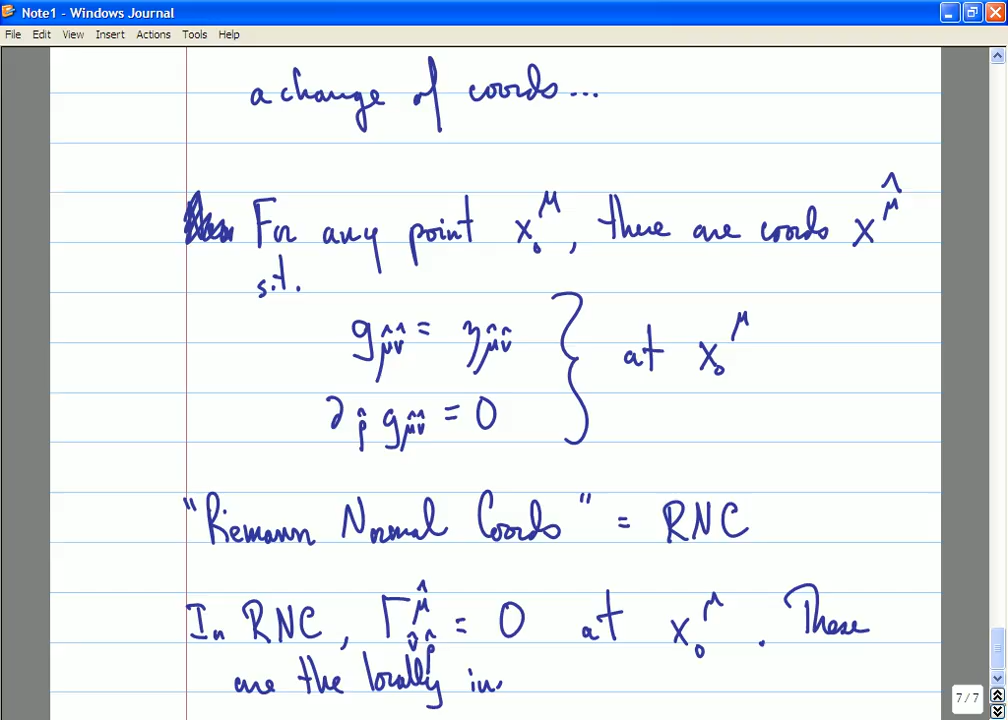 Note1 - Windows Journal
File Edit View Insert Actions Tools Help
a change of coords...
For any point x₀^μ, there are coords x^μ̂
s.t.
g_μ̂ν̂ = η_μ̂ν̂
∂_ρ̂ g_μ̂ν̂ = 0
} at x₀^μ
"Riemann Normal Coords" = RNC
In RNC, Γ^μ̂_ν̂ρ̂ = 0 at x₀^μ. These
are the locally in
7/7